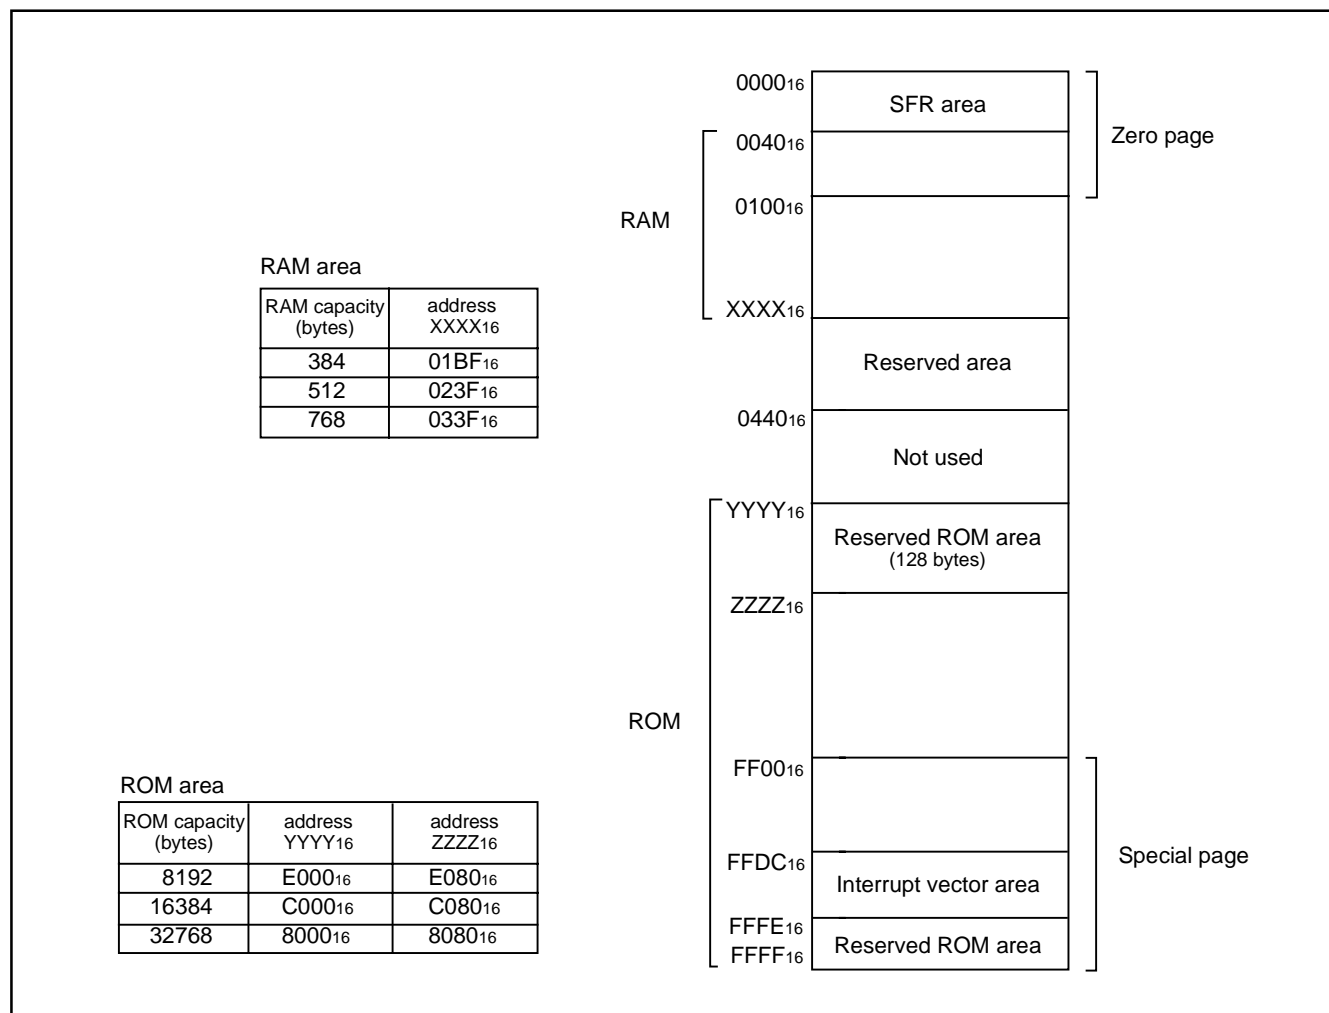 000016
SFR area
004016
Zero page
010016
RAM
XXXX16
Reserved area
044016
Not used
YYYY16
Reserved ROM area
(128 bytes)
ZZZZ16
ROM
FF0016
FFDC16
Interrupt vector area
Special page
FFFE16
Reserved ROM area
FFFF16
RAM area
RAM capacity (bytes) address XXXX16
384 01BF16
512 023F16
768 033F16
ROM area
ROM capacity (bytes) address YYYY16 address ZZZZ16
8192 E00016 E08016
16384 C00016 C08016
32768 800016 808016